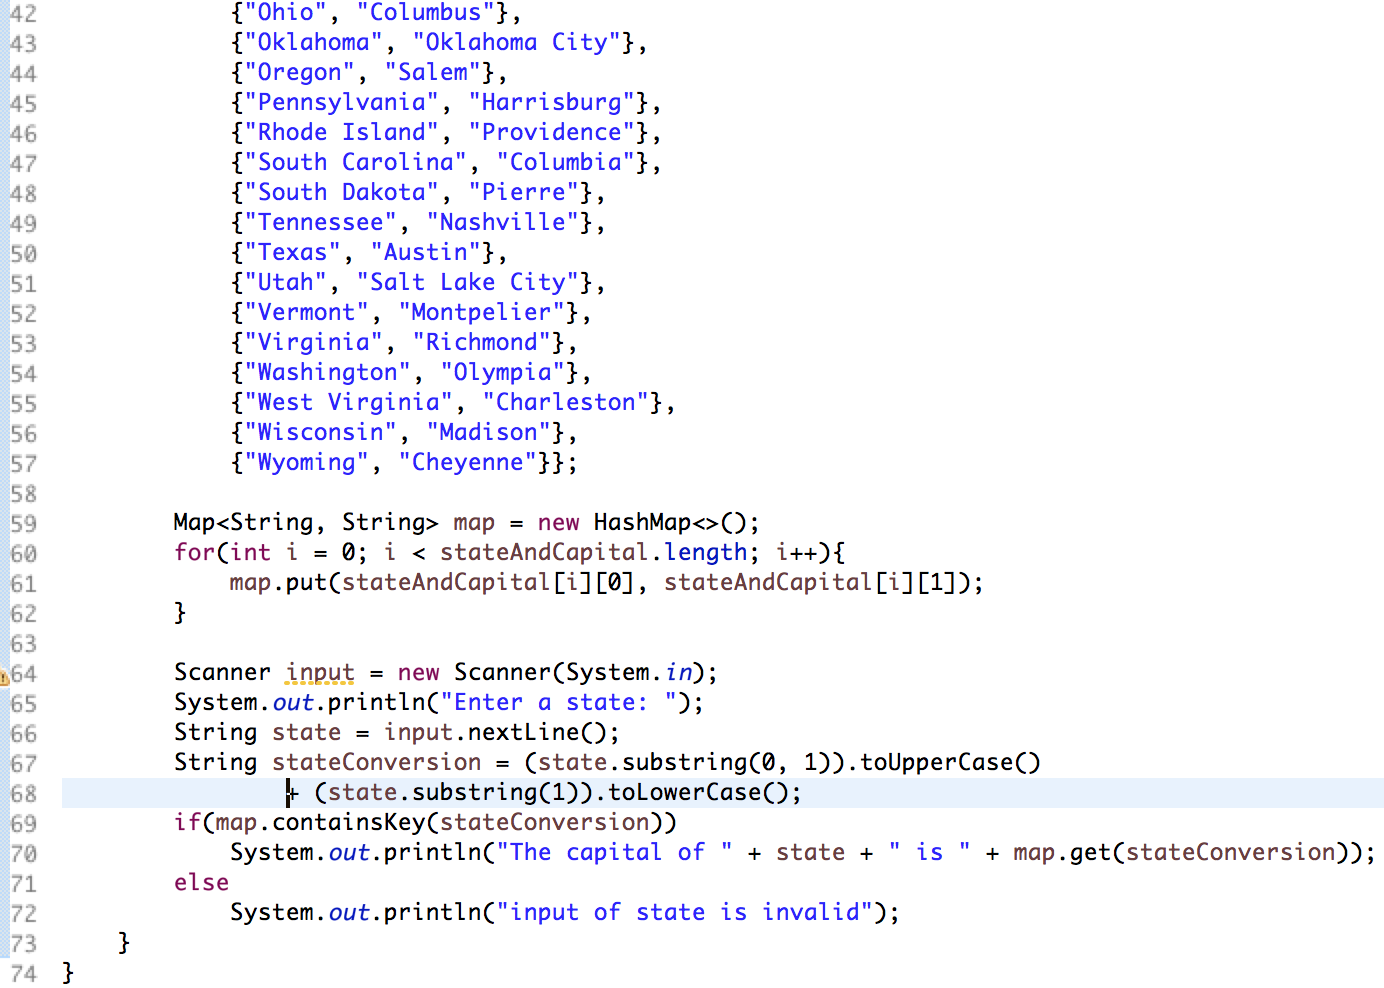 42 {"Ohio", "Columbus"},
43 {"Oklahoma", "Oklahoma City"},
44 {"Oregon", "Salem"},
45 {"Pennsylvania", "Harrisburg"},
46 {"Rhode Island", "Providence"},
47 {"South Carolina", "Columbia"},
48 {"South Dakota", "Pierre"},
49 {"Tennessee", "Nashville"},
50 {"Texas", "Austin"},
51 {"Utah", "Salt Lake City"},
52 {"Vermont", "Montpelier"},
53 {"Virginia", "Richmond"},
54 {"Washington", "Olympia"},
55 {"West Virginia", "Charleston"},
56 {"Wisconsin", "Madison"},
57 {"Wyoming", "Cheyenne"}};
58
59 Map<String, String> map = new HashMap<>();
60 for(int i = 0; i < stateAndCapital.length; i++){
61 map.put(stateAndCapital[i][0], stateAndCapital[i][1]);
62 }
63
64 Scanner input = new Scanner(System.in);
65 System.out.println("Enter a state: ");
66 String state = input.nextLine();
67 String stateConversion = (state.substring(0, 1)).toUpperCase()
68 + (state.substring(1)).toLowerCase();
69 if(map.containsKey(stateConversion))
70 System.out.println("The capital of " + state + " is " + map.get(stateConversion));
71 else
72 System.out.println("input of state is invalid");
73 }
74 }